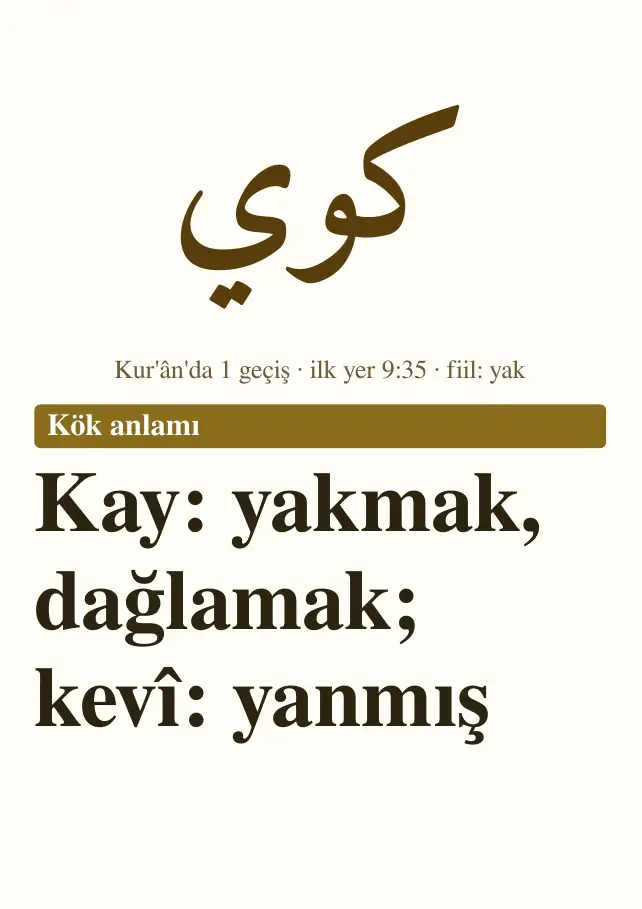 كوي
Kur'ân'da 1 geçiş · ilk yer 9:35 · fiil: yak
Kök anlamı
Kay: yakmak,
dağlamak;
kevî: yanmış